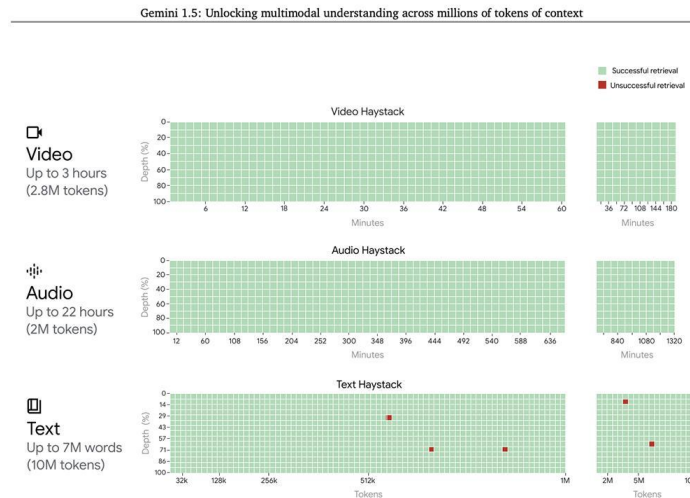 Gemini 1.5: Unlocking multimodal understanding across millions of tokens of context
Successful retrieval
Unsuccessful retrieval
Video Haystack
Video
Up to 3 hours
(2.8M tokens)
Depth (%)
0
20
40
60
80
100
6 12 18 24 30 36 42 48 54 60
Minutes
36 72 108 144 180
Minutes
Audio Haystack
Audio
Up to 22 hours
(2M tokens)
Depth (%)
0
20
40
60
80
100
12 60 108 156 204 252 300 348 396 444 492 540 588 636
Minutes
840 1080 1320
Minutes
Text Haystack
Text
Up to 7M words
(10M tokens)
Depth (%)
0
14
29
43
57
71
86
100
32k 128k 256k 512k 1M
Tokens
2M 5M
Tokens